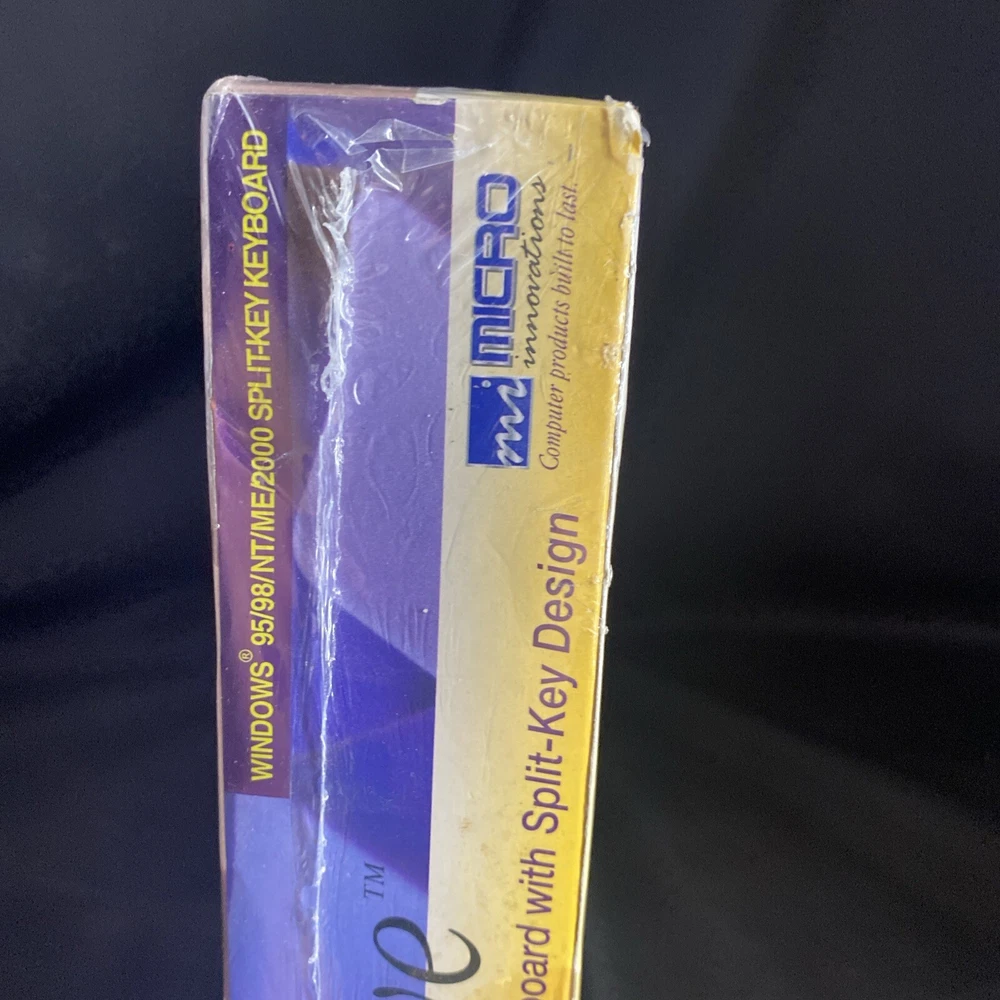 WINDOWS® 95/98/NT/ME/2000 SPLIT-KEY KEYBOARD
TM
mi MICRO
innovations
Computer products built to last.
with Split-Key Design